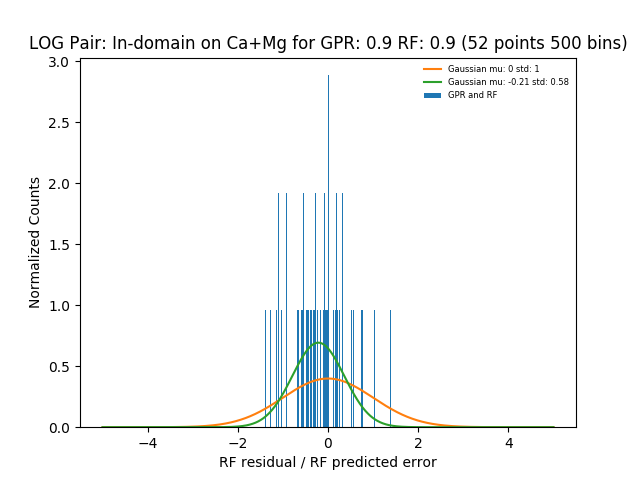 LOG Pair: In-domain on Ca+Mg for GPR: 0.9 RF: 0.9 (52 points 500 bins)
Gaussian mu: 0 std: 1
Gaussian mu: -0.21 std: 0.58
GPR and RF
Normalized Counts
3.0
2.5
2.0
1.5
1.0
0.5
0.0
−4 −2 0 2 4
RF residual / RF predicted error